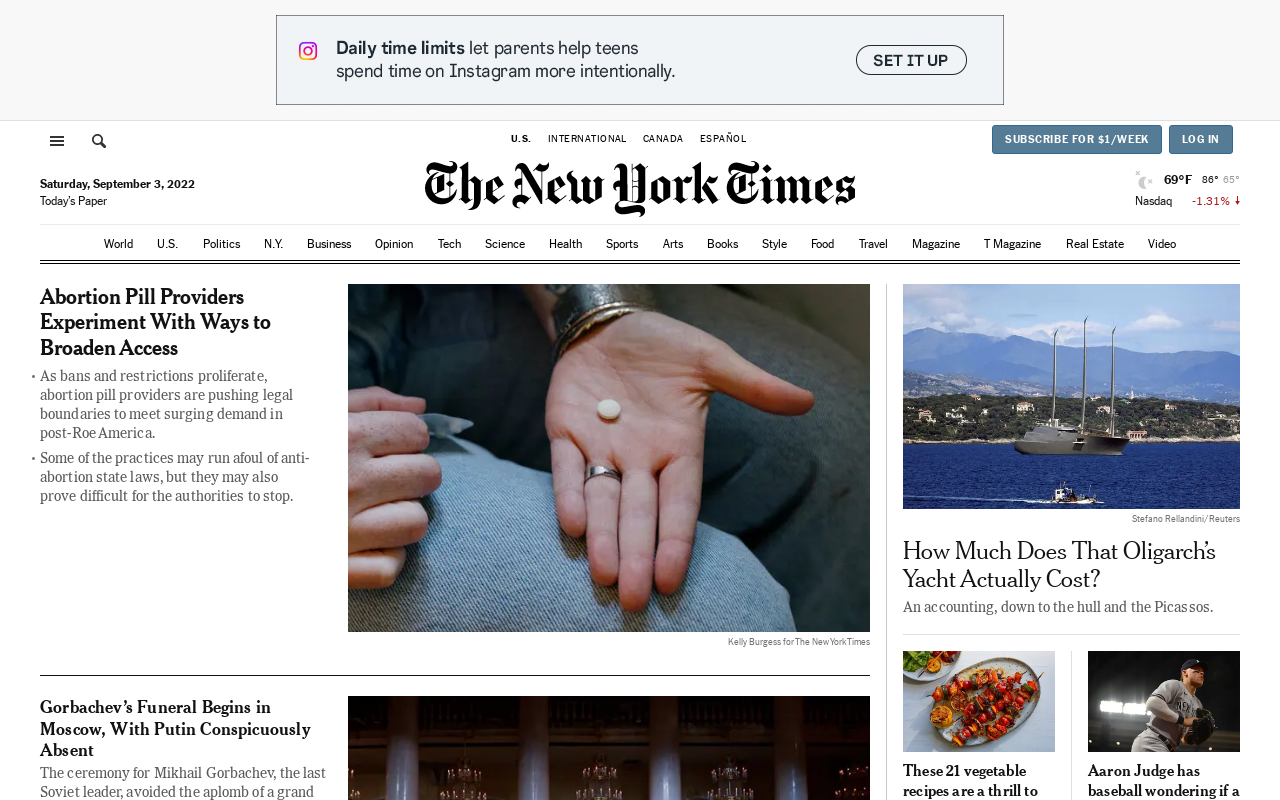 Daily time limits let parents help teens
spend time on Instagram more intentionally.
SET IT UP
U.S. INTERNATIONAL CANADA ESPAÑOL
SUBSCRIBE FOR $1/WEEK LOG IN
The New York Times
Saturday, September 3, 2022
Today's Paper
69°F 86° 65°
Nasdaq -1.31% ↓
World U.S. Politics N.Y. Business Opinion Tech Science Health Sports Arts Books Style Food Travel Magazine T Magazine Real Estate Video
Abortion Pill Providers
Experiment With Ways to
Broaden Access
• As bans and restrictions proliferate,
abortion pill providers are pushing legal
boundaries to meet surging demand in
post-Roe America.
• Some of the practices may run afoul of anti-
abortion state laws, but they may also
prove difficult for the authorities to stop.
Kelly Burgess for The New York Times
Gorbachev's Funeral Begins in
Moscow, With Putin Conspicuously
Absent
The ceremony for Mikhail Gorbachev, the last
Soviet leader, avoided the aplomb of a grand
Stefano Rellandini/Reuters
How Much Does That Oligarch's
Yacht Actually Cost?
An accounting, down to the hull and the Picassos.
These 21 vegetable
recipes are a thrill to
Aaron Judge has
baseball wondering if a